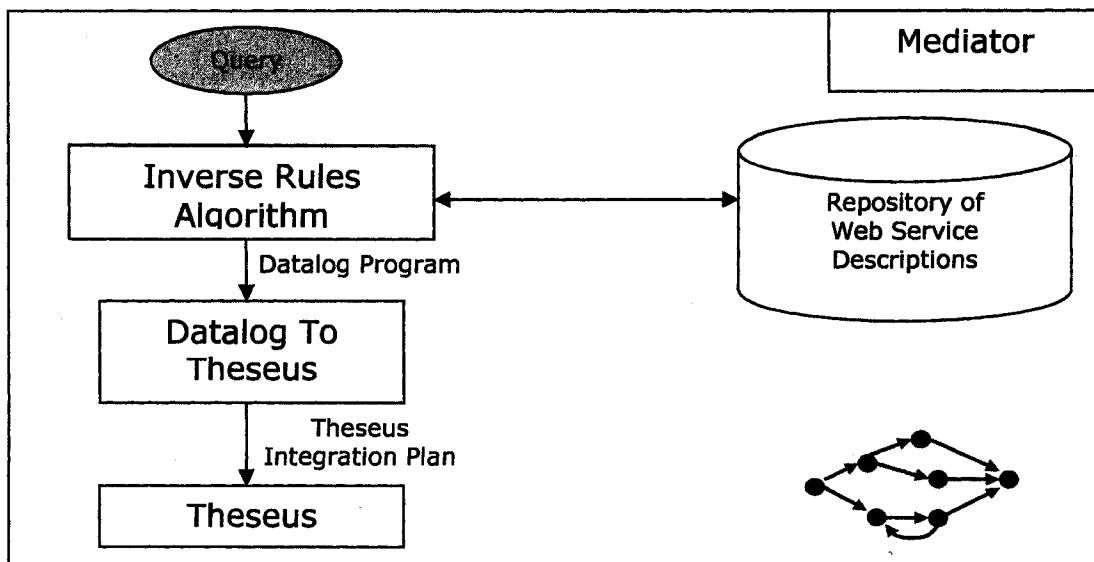 Query
Mediator
Inverse Rules
Algorithm
Repository of
Web Service
Descriptions
Datalog Program
Datalog To
Theseus
Theseus
Integration Plan
Theseus